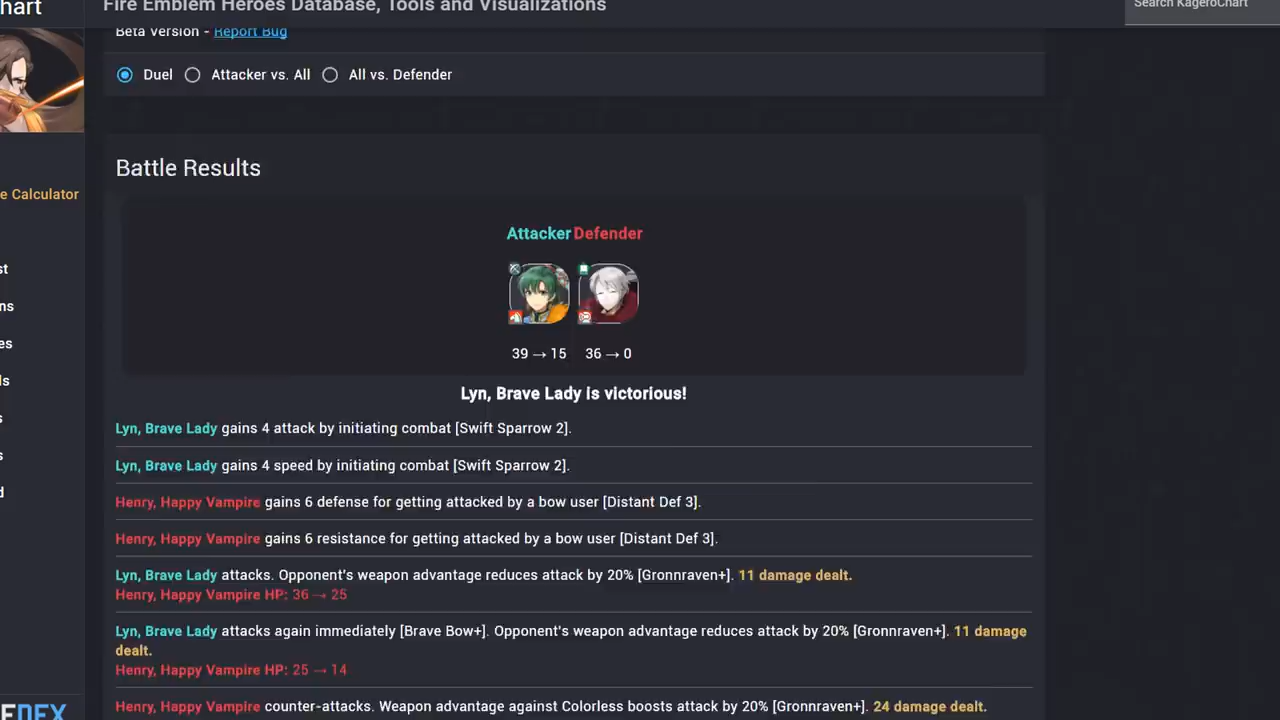 hart
Fire Emblem Heroes Database, Tools and Visualizations
Search KageroChart
Beta Version - Report Bug
Duel Attacker vs. All All vs. Defender
Battle Results
e Calculator
Attacker Defender
st
ns
es
ds
s
s
d
39 → 15 36 → 0
Lyn, Brave Lady is victorious!
Lyn, Brave Lady gains 4 attack by initiating combat [Swift Sparrow 2].
Lyn, Brave Lady gains 4 speed by initiating combat [Swift Sparrow 2].
Henry, Happy Vampire gains 6 defense for getting attacked by a bow user [Distant Def 3].
Henry, Happy Vampire gains 6 resistance for getting attacked by a bow user [Distant Def 3].
Lyn, Brave Lady attacks. Opponent's weapon advantage reduces attack by 20% [Gronnraven+]. 11 damage dealt.
Henry, Happy Vampire HP: 36 → 25
Lyn, Brave Lady attacks again immediately [Brave Bow+]. Opponent's weapon advantage reduces attack by 20% [Gronnraven+]. 11 damage
dealt.
Henry, Happy Vampire HP: 25 → 14
Henry, Happy Vampire counter-attacks. Weapon advantage against Colorless boosts attack by 20% [Gronnraven+]. 24 damage dealt.
EDEX